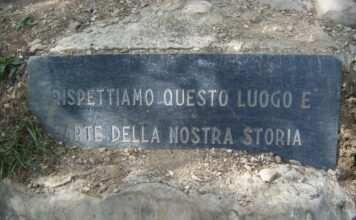 RISPETTIAMO QUESTO LUOGO E
PARTE DELLA NOSTRA STORIA